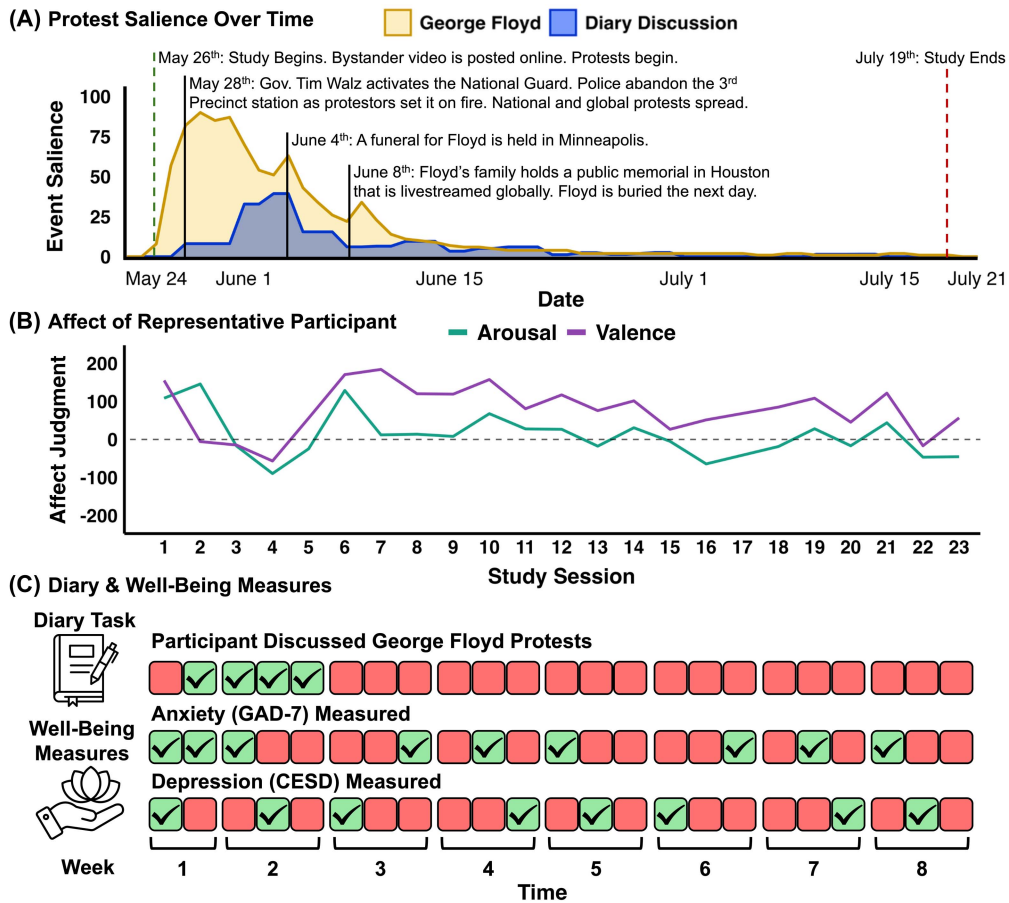 (A) Protest Salience Over Time
George Floyd
Diary Discussion
May 26th: Study Begins. Bystander video is posted online. Protests begin.
July 19th: Study Ends
May 28th: Gov. Tim Walz activates the National Guard. Police abandon the 3rd
Precinct station as protestors set it on fire. National and global protests spread.
June 4th: A funeral for Floyd is held in Minneapolis.
June 8th: Floyd's family holds a public memorial in Houston
that is livestreamed globally. Floyd is buried the next day.
Event Salience
100
75
50
25
0
May 24 June 1 June 15 July 1 July 15 July 21
Date
(B) Affect of Representative Participant
Arousal Valence
Affect Judgment
200
100
0
-100
-200
1 2 3 4 5 6 7 8 9 10 11 12 13 14 15 16 17 18 19 20 21 22 23
Study Session
(C) Diary & Well-Being Measures
Diary Task
Participant Discussed George Floyd Protests
Well-Being
Measures
Anxiety (GAD-7) Measured
Depression (CESD) Measured
Week 1 2 3 4 5 6 7 8
Time